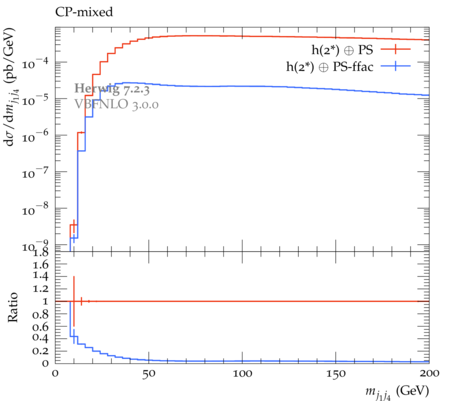 CP-mixed
dσ/dm_{j₁j₄} (pb/GeV)
10⁻⁴
10⁻⁵
10⁻⁶
10⁻⁷
10⁻⁸
10⁻⁹
h(2*) ⊕ PS
h(2*) ⊕ PS-ffac
Herwig 7.2.3
VBFNLO 3.0.0
Ratio
1.8
1.6
1.4
1.2
1
0.8
0.6
0.4
0.2
0
0
50
100
150
200
m_{j₁j₄} (GeV)